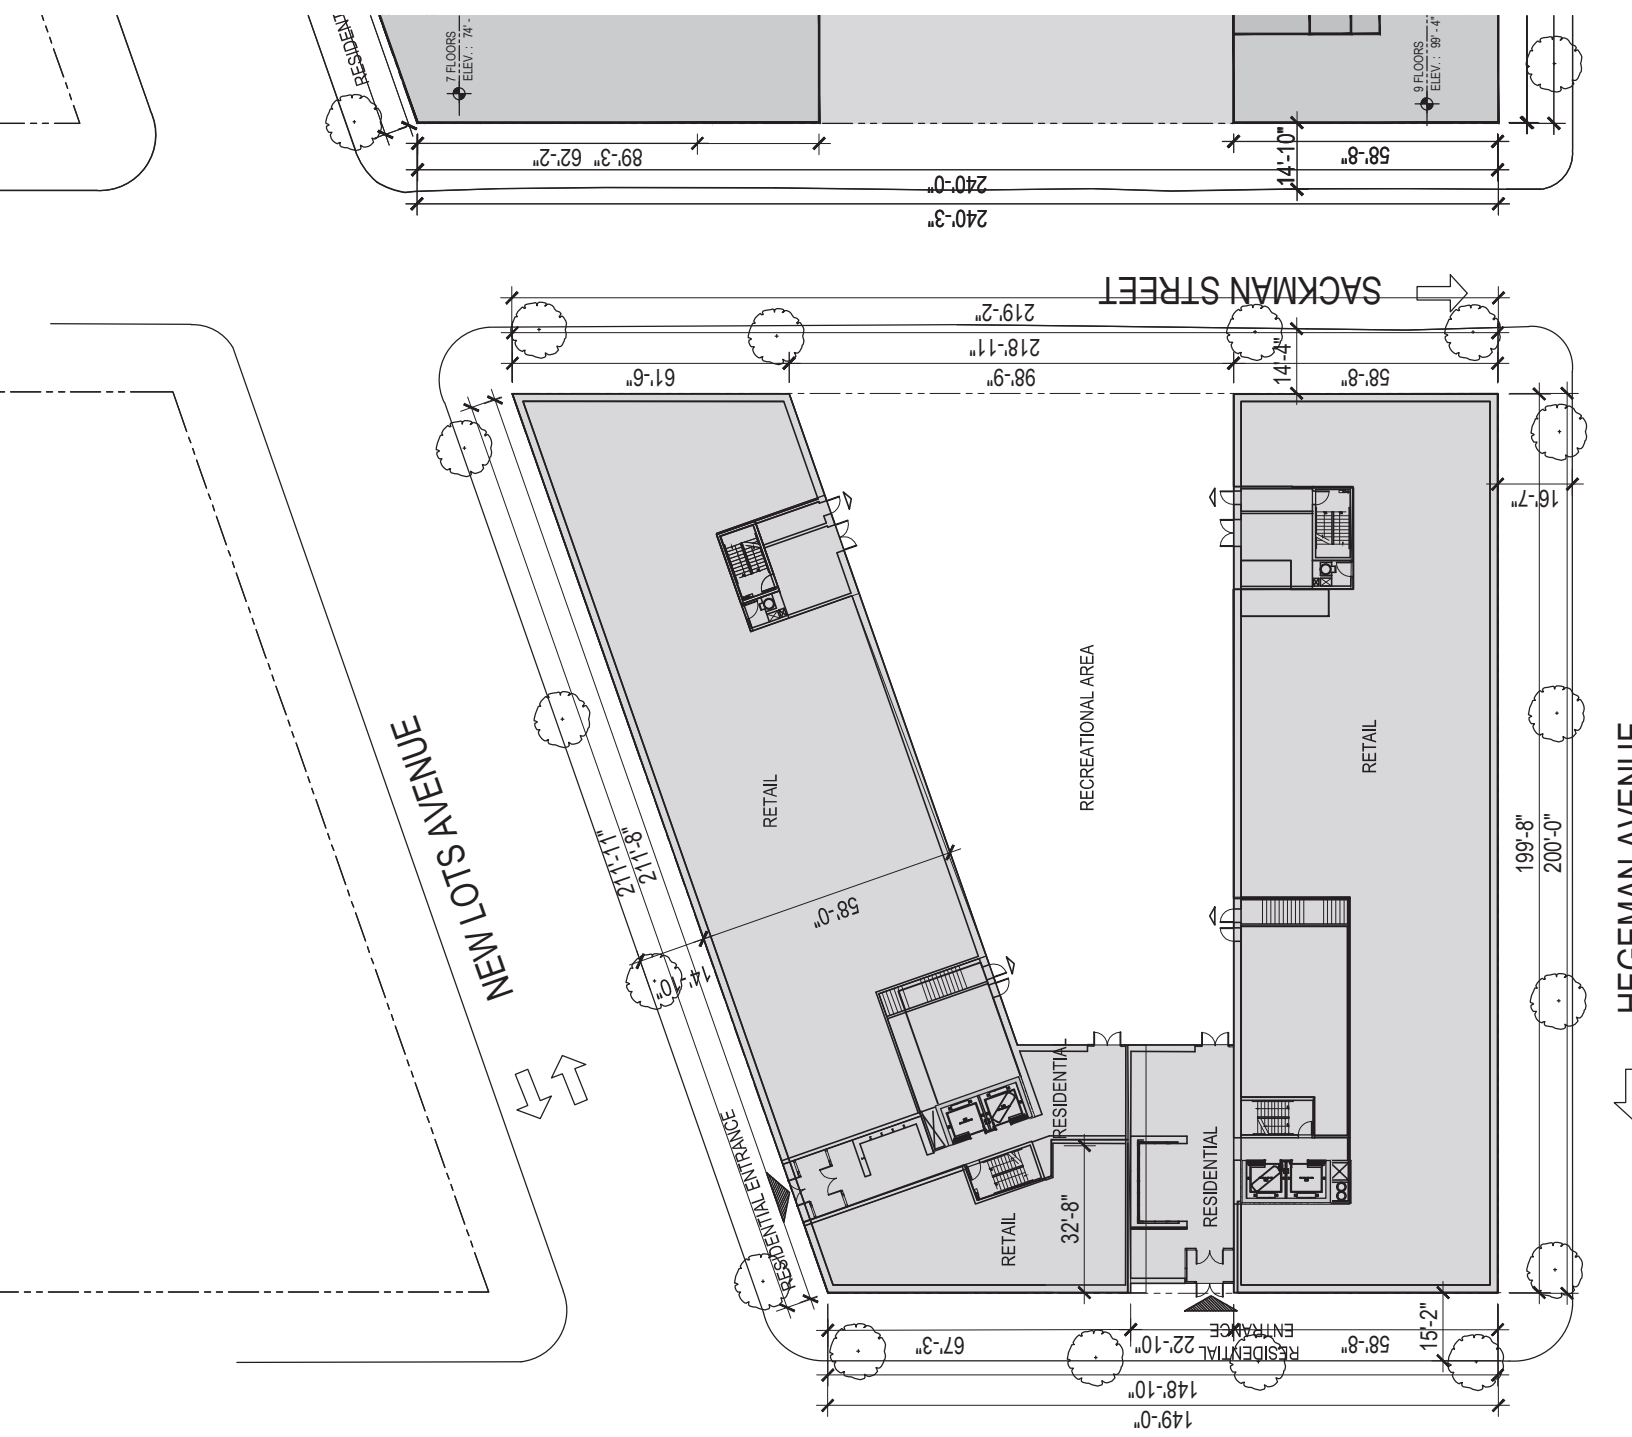 RESIDENT
7 FLOORS
ELEV. : 74' -
9 FLOORS
ELEV. : 99' - 4"
62'-2"
89'-3"
14'-10"
58'-8"
240'-0"
240'-3"
SACKMAN STREET
219'-2"
218'-11"
14'-4"
61'-6"
98'-9"
58'-8"
16'-7"
NEW LOTS AVENUE
RECREATIONAL AREA
RETAIL
RETAIL
HEGEMAN AVENUE
211'-11"
211'-8"
199'-8"
200'-0"
58'-0"
14'-10"
RESIDENTIAL ENTRANCE
RESIDENTIAL
RESIDENTIAL
RETAIL
32'-8"
RESIDENTIAL
ENTRANCE
67'-3"
22'-10"
58'-8"
15'-2"
148'-10"
149'-0"